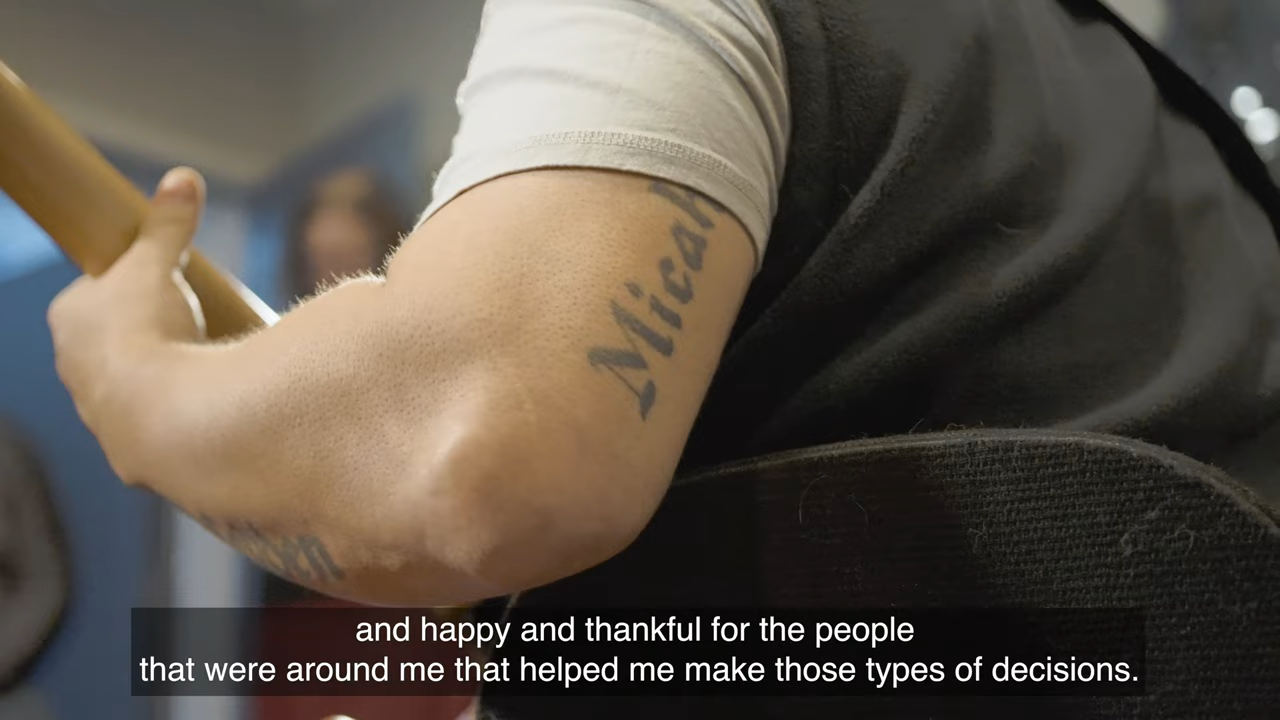 Micah
and happy and thankful for the people
that were around me that helped me make those types of decisions.